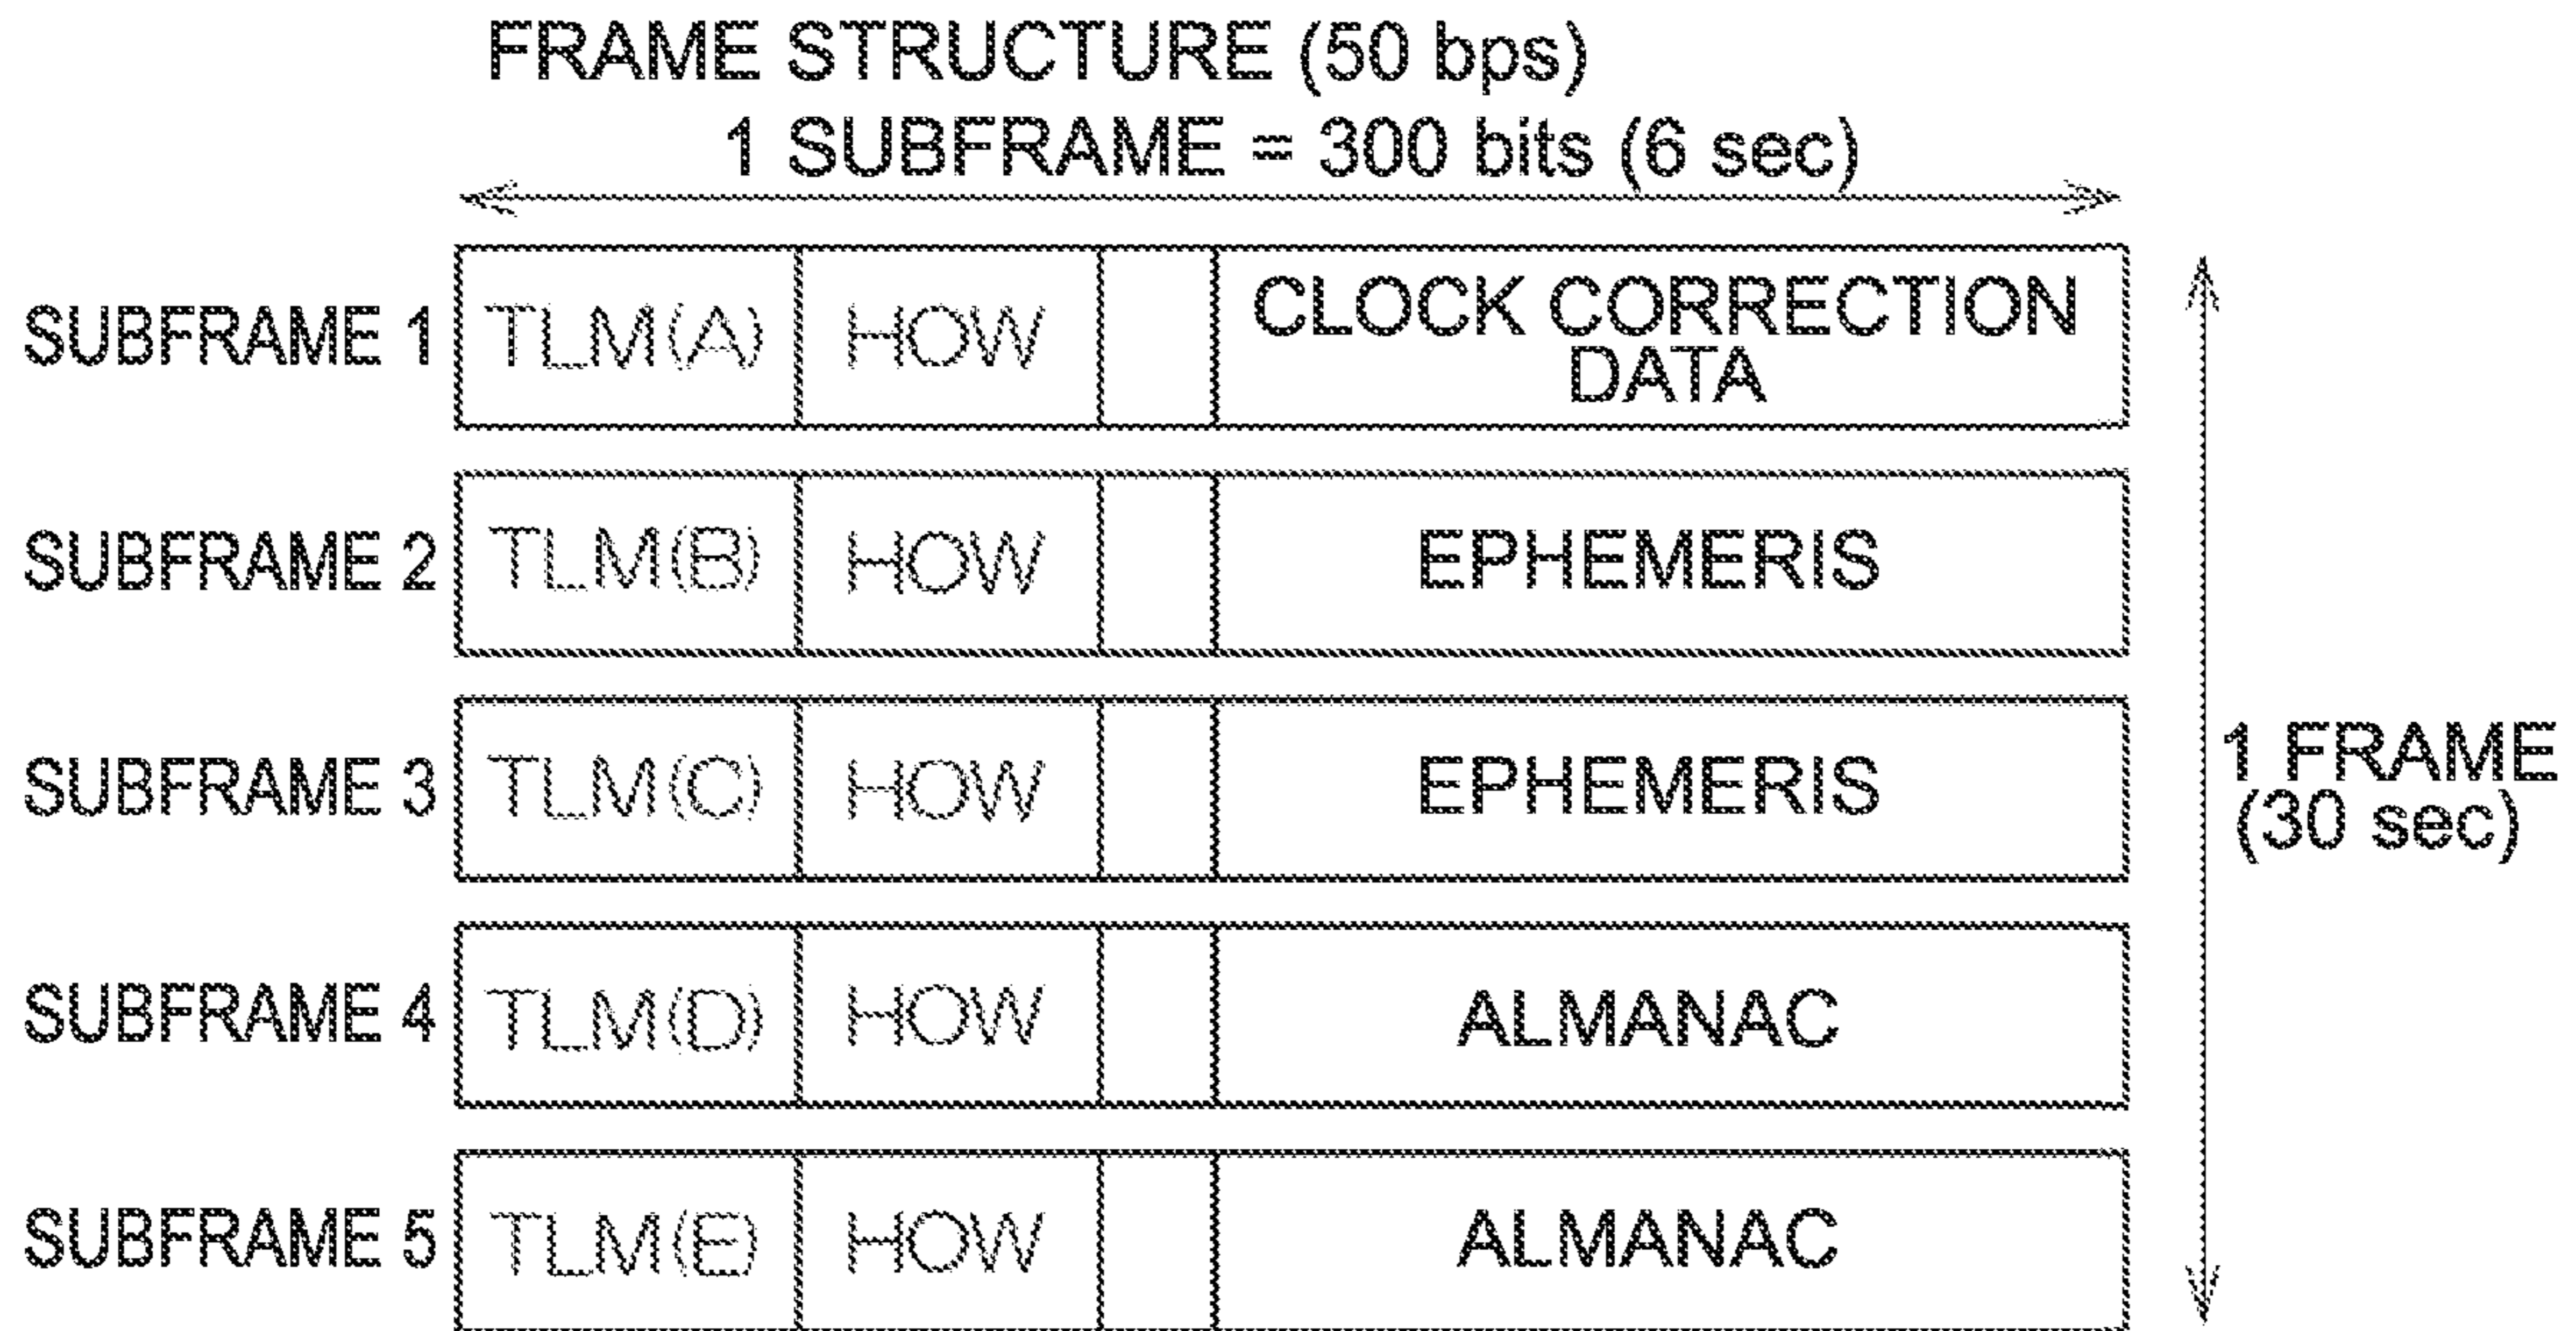 FRAME STRUCTURE (50 bps)
1 SUBFRAME = 300 bits (6 sec)
SUBFRAME 1 TLM(A) HOW CLOCK CORRECTION
DATA
SUBFRAME 2 TLM(B) HOW EPHEMERIS
SUBFRAME 3 TLM(C) HOW EPHEMERIS
1 FRAME
(30 sec)
SUBFRAME 4 TLM(D) HOW ALMANAC
SUBFRAME 5 TLM(E) HOW ALMANAC